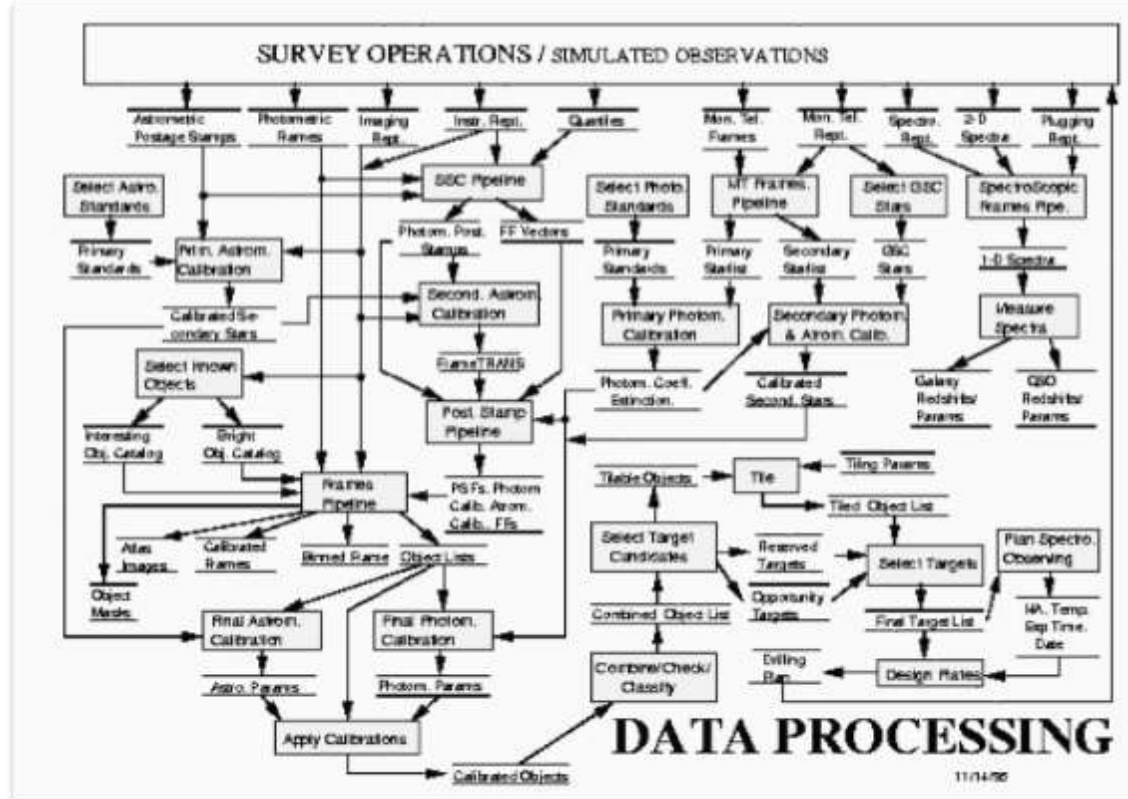 SURVEY OPERATIONS / SIMULATED OBSERVATIONS
Astrometric
Postage Stamps
Photometric
Frames
Imaging
Rept.
Instr. Rept.
Quartiles
Mon. Tel.
Frames
Mon. Tel.
Rept.
Spectro.
Rept.
2-D
Spectra
Plugging
Rept.
Select Astro.
Standards
SSC Pipeline
Select Photo.
Standards
MT Frames.
Pipeline
Select GSC
Stars
SpectroScopic
Frames Pipe.
Primary
Standards
Prim. Astrom.
Calibration
Photom. Post.
Stamps
FF Vectors
Primary
Standards
Primary
Starlist
Secondary
Starlist
GSC
Stars
1-D Spectra
Calibrated Se-
condery Stars
Second. Astrom.
Calibration
Primary Photom.
Calibration
Secondary Photom.
& Atrom. Calib.
Measure
Spectra
Select Known
Objects
FrameTRANS
Photom. Coeff.
Extinction.
Calibrated
Second. Stars
Galaxy
Redshifts/
Params
QSO
Redshifts/
Params
Interesting
Obj. Catalog
Bright
Obj. Catalog
Post. Stamp
Pipeline
Frames
Pipeline
PSFs. Photom
Calib. Atrom.
Calib. FFs
Tilable Objects
Tile
Tiling Params
Tiled Object List
Atlas
Images
Calibrated
Frames
Binned Frame
Object Lists
Select Target
Candidates
Reserved
Targets
Select Targets
Plan Spectro.
Observing
Object
Masks
Final Astrom.
Calibration
Final Photom.
Calibration
Combined Object List
Opportunity
Targets
Final Target List
HA. Temp.
Exp Time.
Date
Astro. Params
Photom. Params
Combine/Check/
Classify
Drilling
Plan
Design Plates
Apply Calibrations
Calibrated Objects
DATA PROCESSING